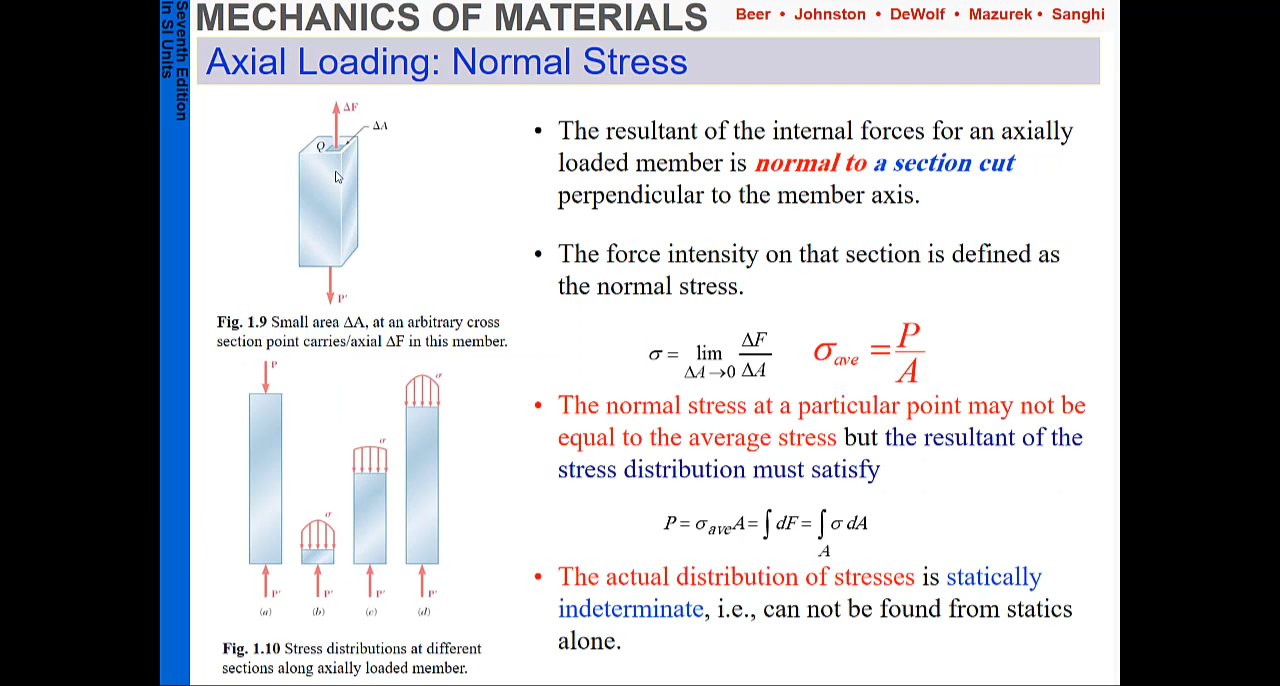 Seventh Edition
in SI Units
MECHANICS OF MATERIALS
Beer • Johnston • DeWolf • Mazurek • Sanghi
Axial Loading: Normal Stress
ΔF
ΔA
Q
P'
Fig. 1.9 Small area ΔA, at an arbitrary cross
section point carries/axial ΔF in this member.
P
σ
σ
σ
P'
P'
P'
P'
(a)
(b)
(c)
(d)
Fig. 1.10 Stress distributions at different
sections along axially loaded member.
• The resultant of the internal forces for an axially
loaded member is normal to a section cut
perpendicular to the member axis.
• The force intensity on that section is defined as
the normal stress.
σ = lim ΔA→0 ΔF/ΔA σ ave = P/A
• The normal stress at a particular point may not be
equal to the average stress but the resultant of the
stress distribution must satisfy
P = σ ave A = ∫ dF = ∫ σ dA
A
• The actual distribution of stresses is statically
indeterminate, i.e., can not be found from statics
alone.